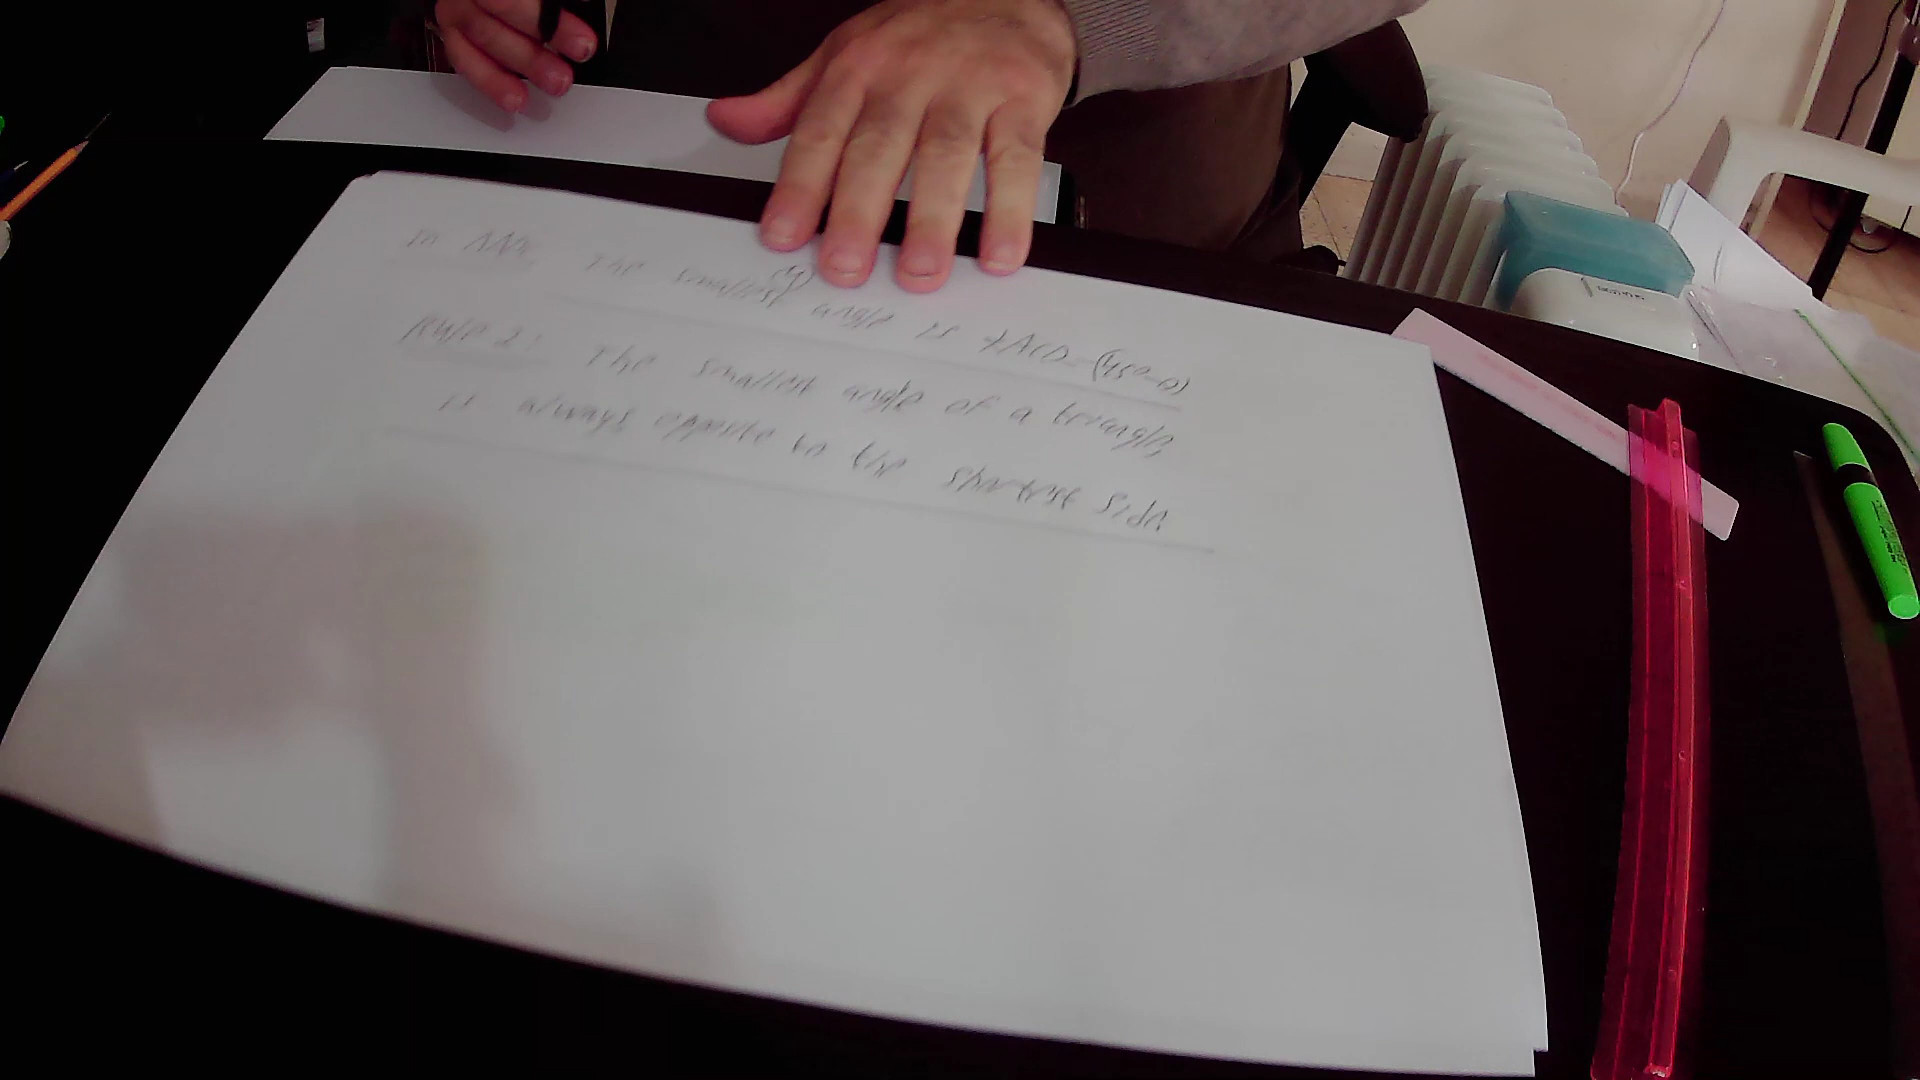 In
The smallest angle is ∡ACD-(45°-0)
Rule 2: The smallest angle of a triangle,
is always opposite to the shortest side